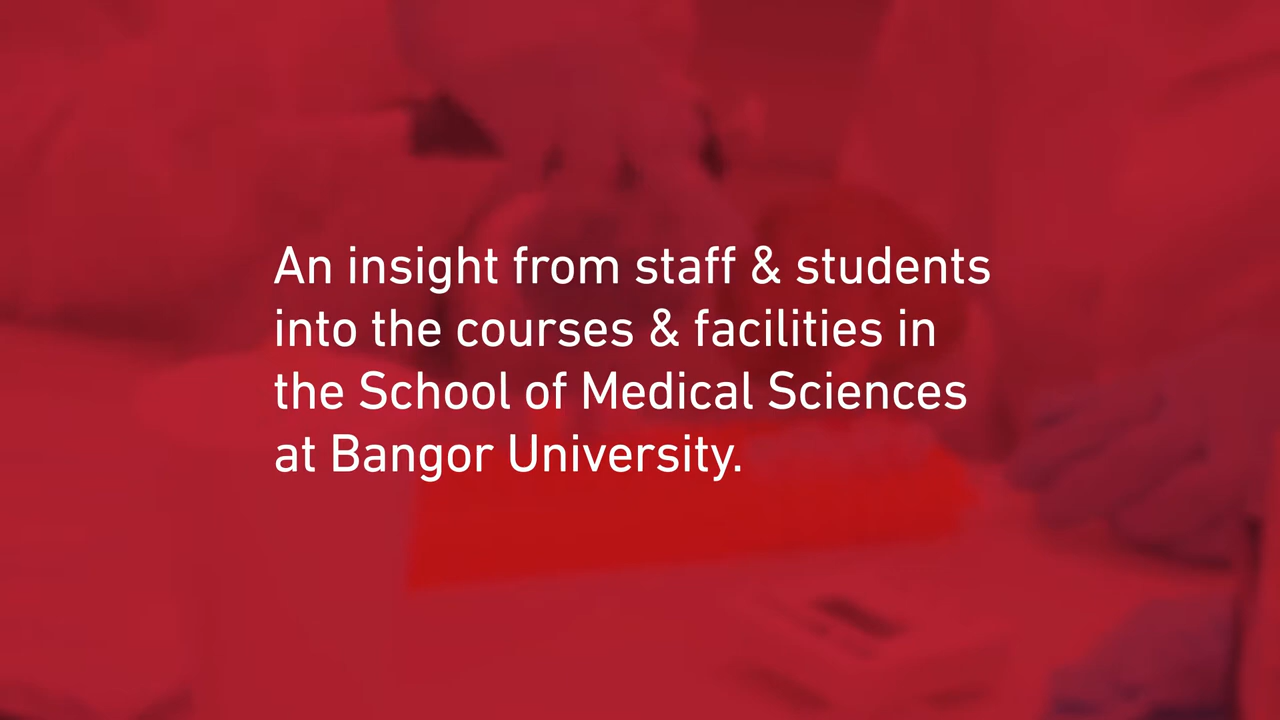 An insight from staff & students
into the courses & facilities in
the School of Medical Sciences
at Bangor University.